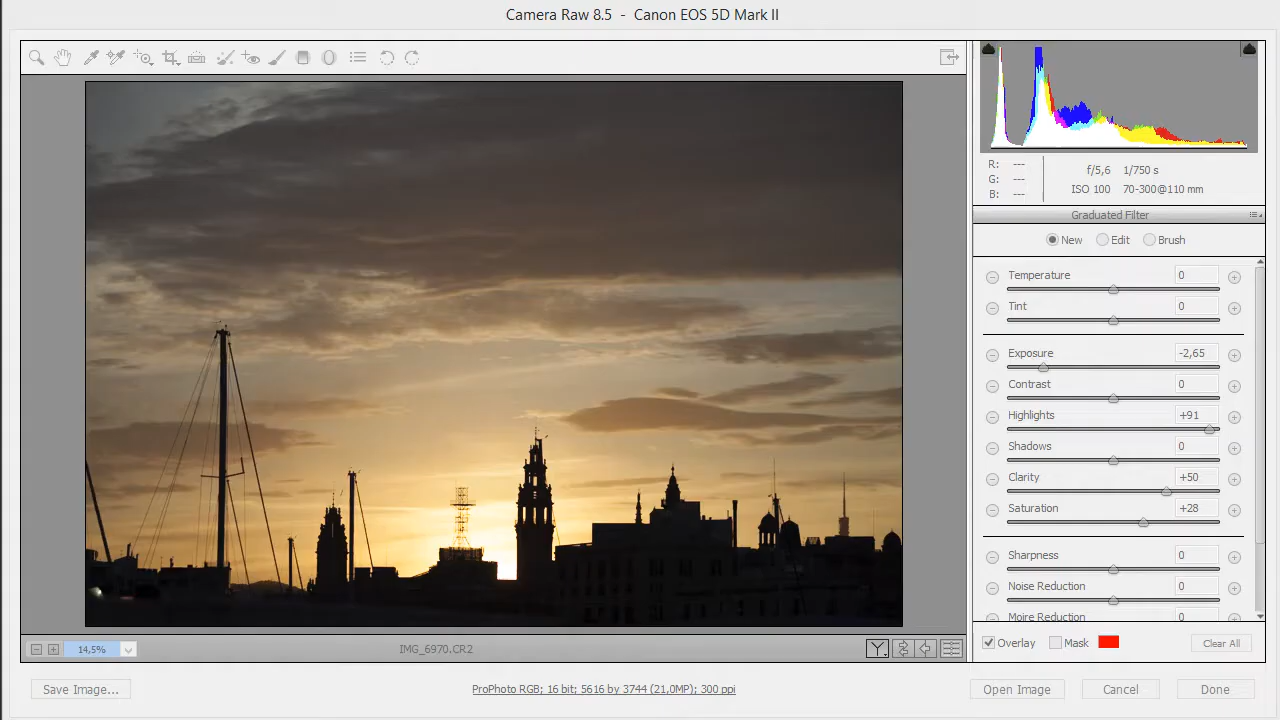 Camera Raw 8.5 - Canon EOS 5D Mark II
R: ---
G: ---
B: ---
f/5,6 1/750 s
ISO 100 70-300@110 mm
Graduated Filter
New Edit Brush
Temperature 0
Tint 0
Exposure -2,65
Contrast 0
Highlights +91
Shadows 0
Clarity +50
Saturation +28
Sharpness 0
Noise Reduction 0
Moire Reduction 0
Overlay Mask Clear All
14,5% IMG_6970.CR2 Y
Save Image... ProPhoto RGB; 16 bit; 5616 by 3744 (21,0MP); 300 ppi Open Image Cancel Done